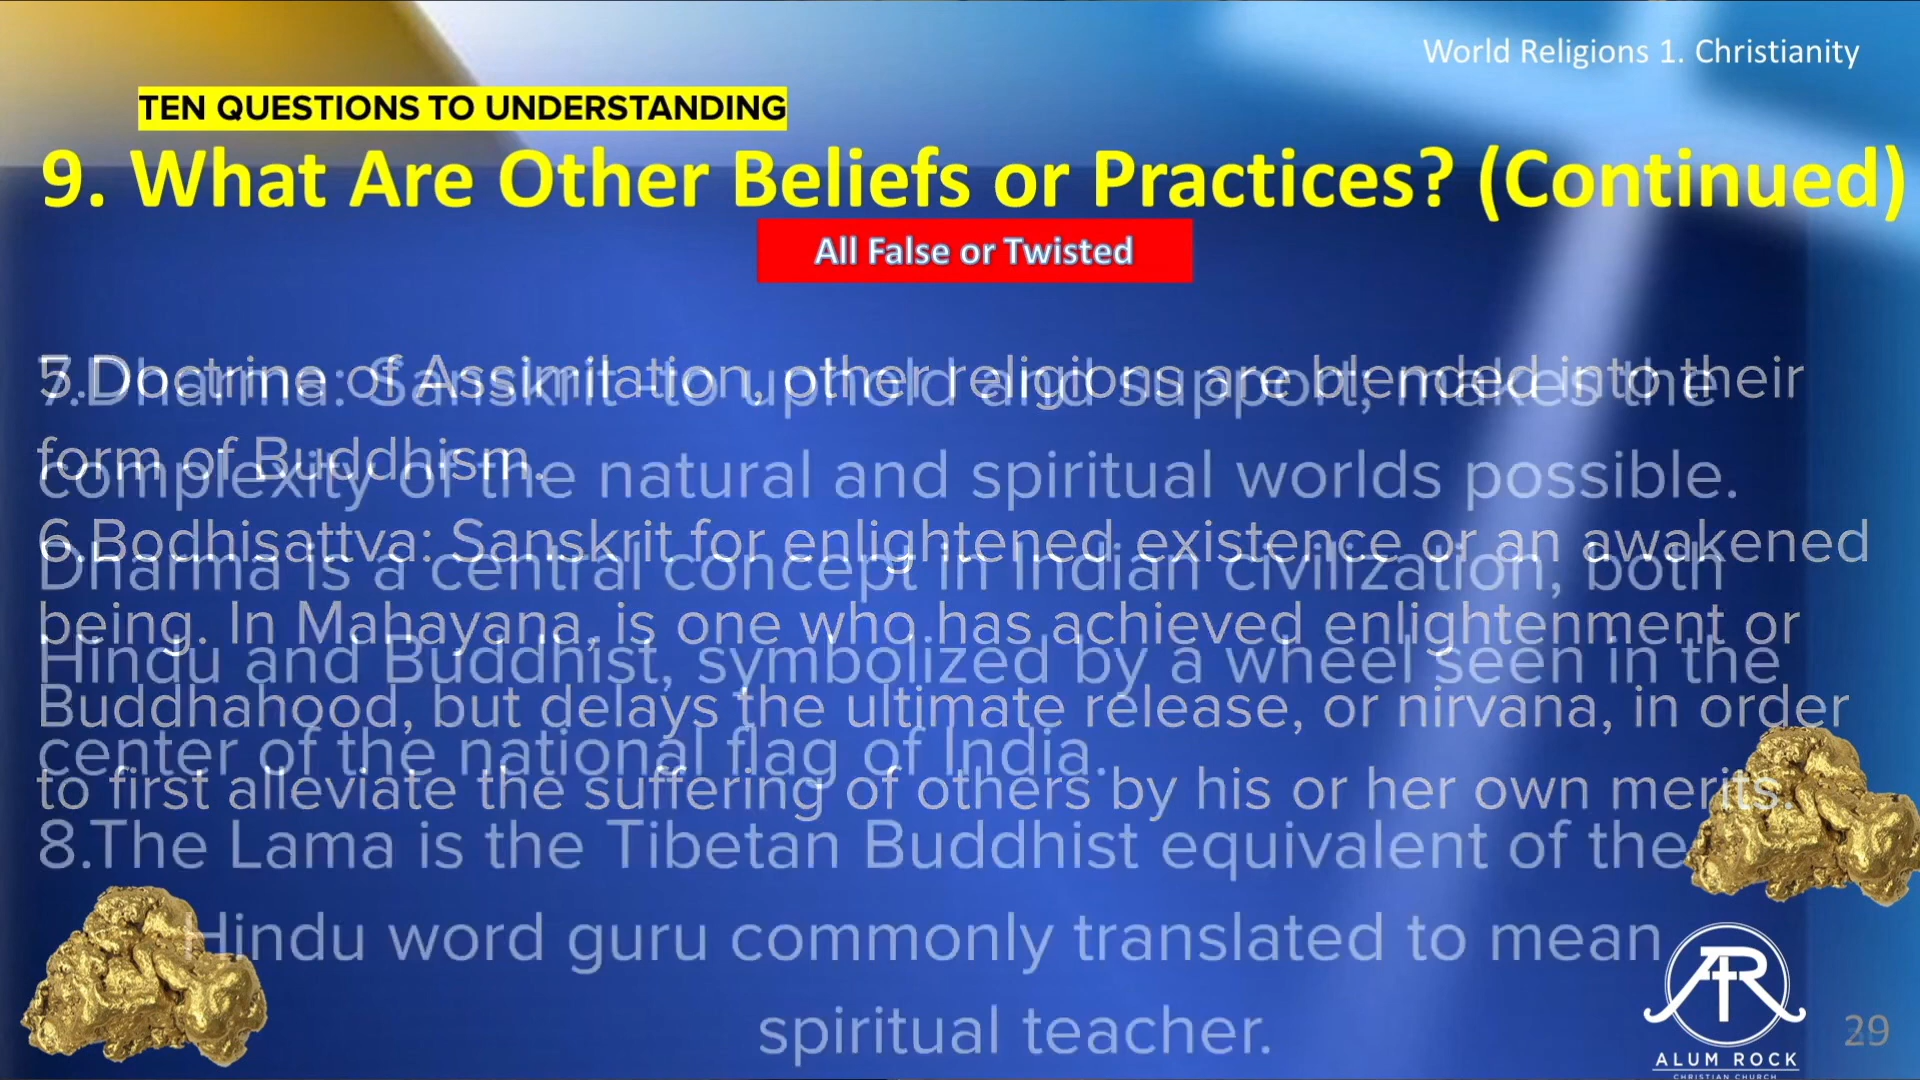 World Religions 1. Christianity
TEN QUESTIONS TO UNDERSTANDING
9. What Are Other Beliefs or Practices? (Continued)
All False or Twisted
5.Doctrine of Assimilation, other religions are blended into their
form of Buddhism.
6.Bodhisattva: Sanskrit for enlightened existence or an awakened
being. In Mahayana, is one who has achieved enlightenment or
Buddhahood, but delays the ultimate release, or nirvana, in order
to first alleviate the suffering of others by his or her own merits.
7.Dharma: Sanskrit -to uphold and support; makes the
complexity of the natural and spiritual worlds possible.
Dharma is a central concept in Indian civilization, both
Hindu and Buddhist, symbolized by a wheel seen in the
center of the national flag of India.
8.The Lama is the Tibetan Buddhist equivalent of the
Hindu word guru commonly translated to mean
spiritual teacher.
AR
ALUM ROCK
CHRISTIAN CHURCH